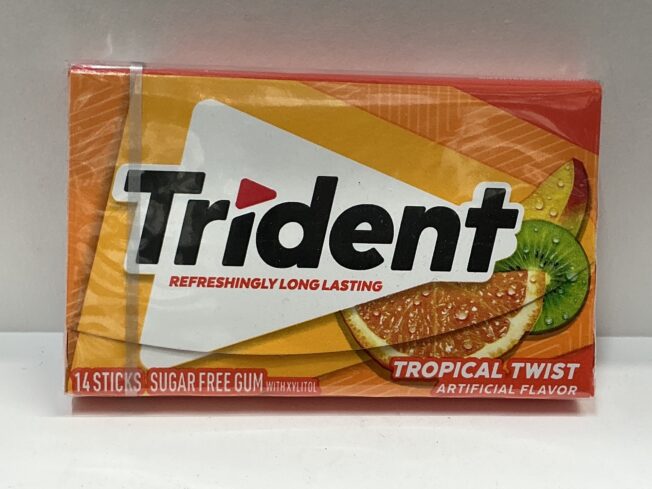 Trident
REFRESHINGLY LONG LASTING
14 STICKS SUGAR FREE GUM WITH XYLITOL
TROPICAL TWIST
ARTIFICIAL FLAVOR